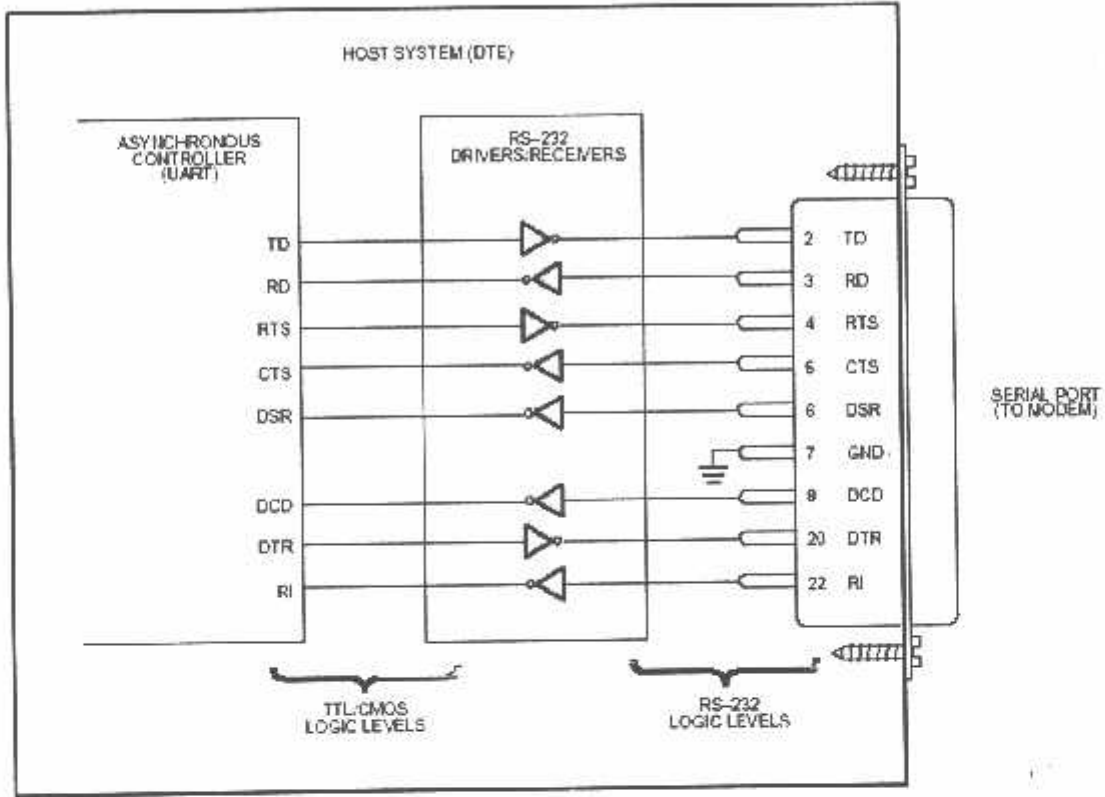 HOST SYSTEM (DTE)
ASYNCHRONOUS
CONTROLLER
(UART)
RS-232
DRIVERS/RECEIVERS
TD
RD
RTS
CTS
DSR
DCD
DTR
RI
2 TD
3 RD
4 RTS
5 CTS
6 DSR
7 GND
8 DCD
20 DTR
22 RI
SERIAL PORT
(TO MODEM)
TTL/CMOS
LOGIC LEVELS
RS-232
LOGIC LEVELS